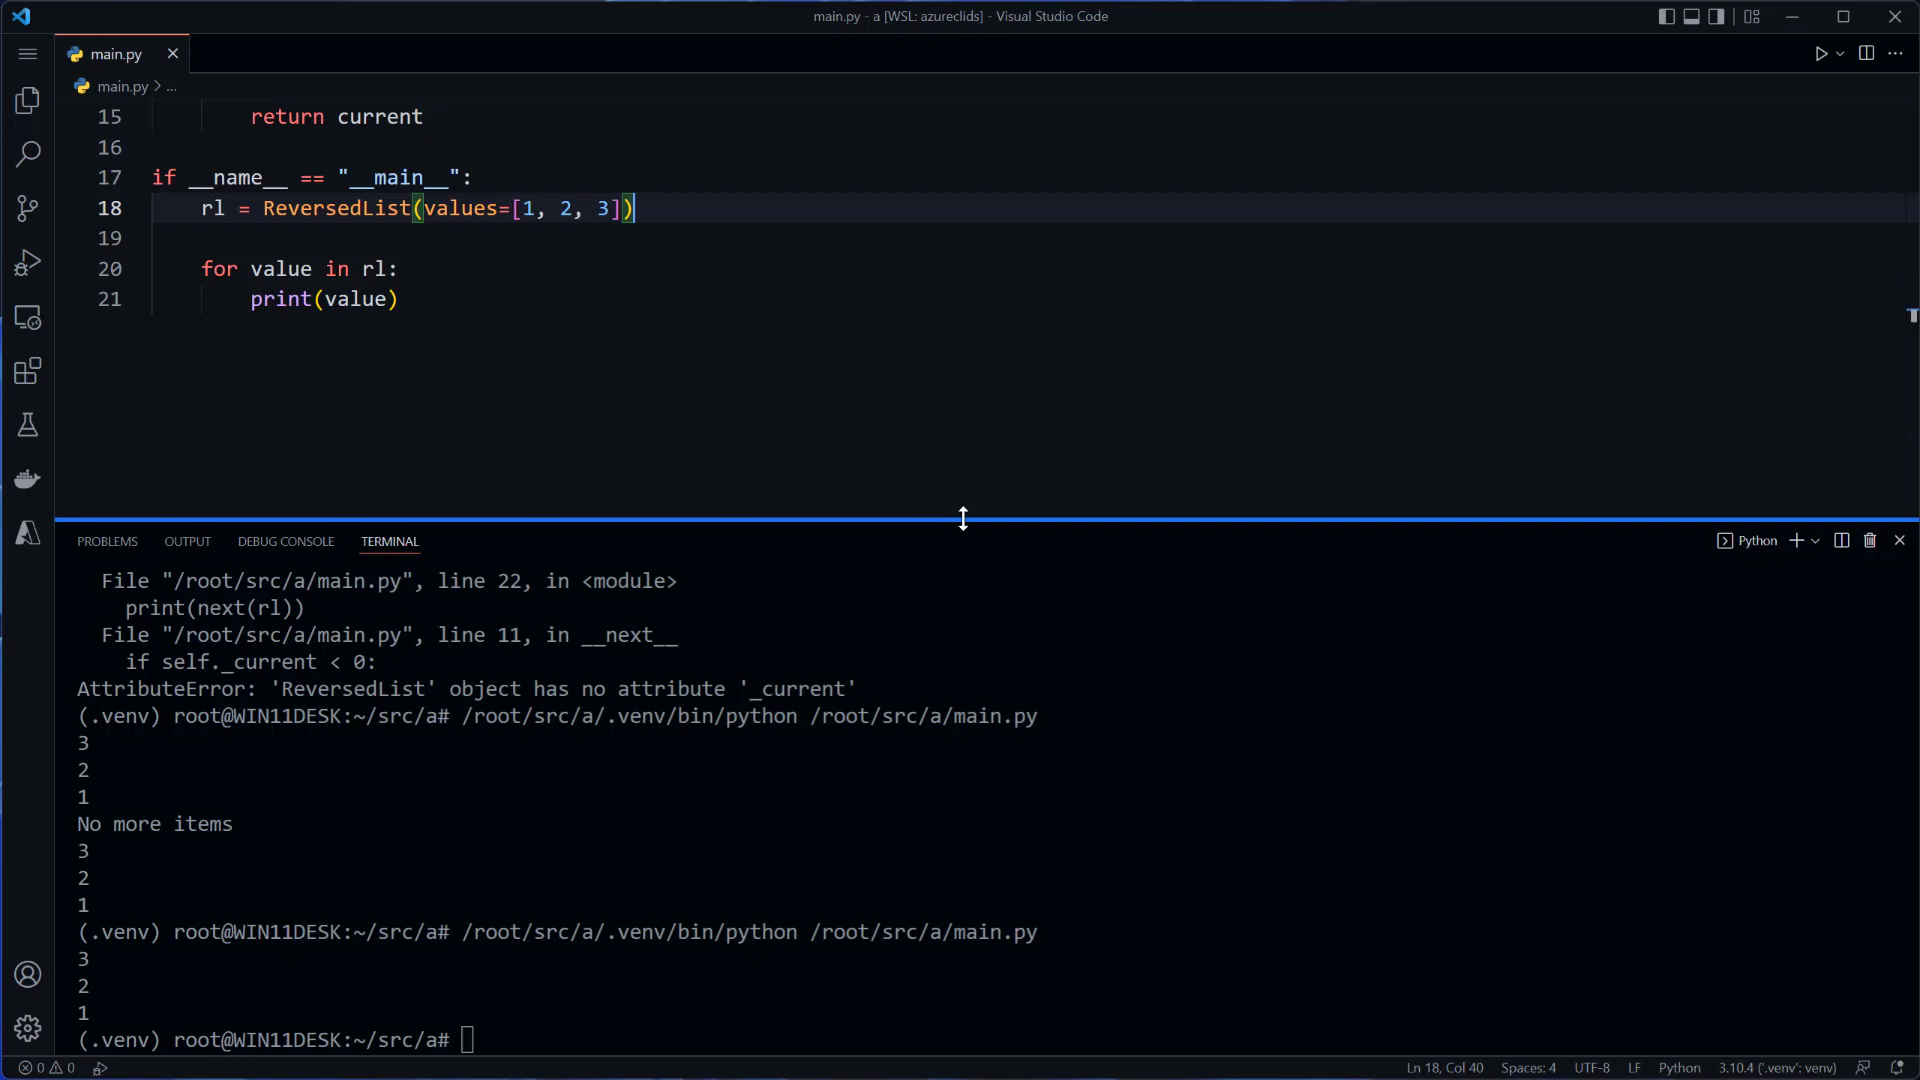 main.py - a [WSL: azureclids] - Visual Studio Code
main.py
main.py > ...
15 return current
16
17 if __name__ == "__main__":
18 rl = ReversedList(values=[1, 2, 3])
19
20 for value in rl:
21 print(value)
PROBLEMS OUTPUT DEBUG CONSOLE TERMINAL Python
File "/root/src/a/main.py", line 22, in <module>
print(next(rl))
File "/root/src/a/main.py", line 11, in __next__
if self._current < 0:
AttributeError: 'ReversedList' object has no attribute '_current'
(.venv) root@WIN11DESK:~/src/a# /root/src/a/.venv/bin/python /root/src/a/main.py
3
2
1
No more items
3
2
1
(.venv) root@WIN11DESK:~/src/a# /root/src/a/.venv/bin/python /root/src/a/main.py
3
2
1
(.venv) root@WIN11DESK:~/src/a#
0 0 Ln 18, Col 40 Spaces: 4 UTF-8 LF Python 3.10.4 ('.venv': venv)